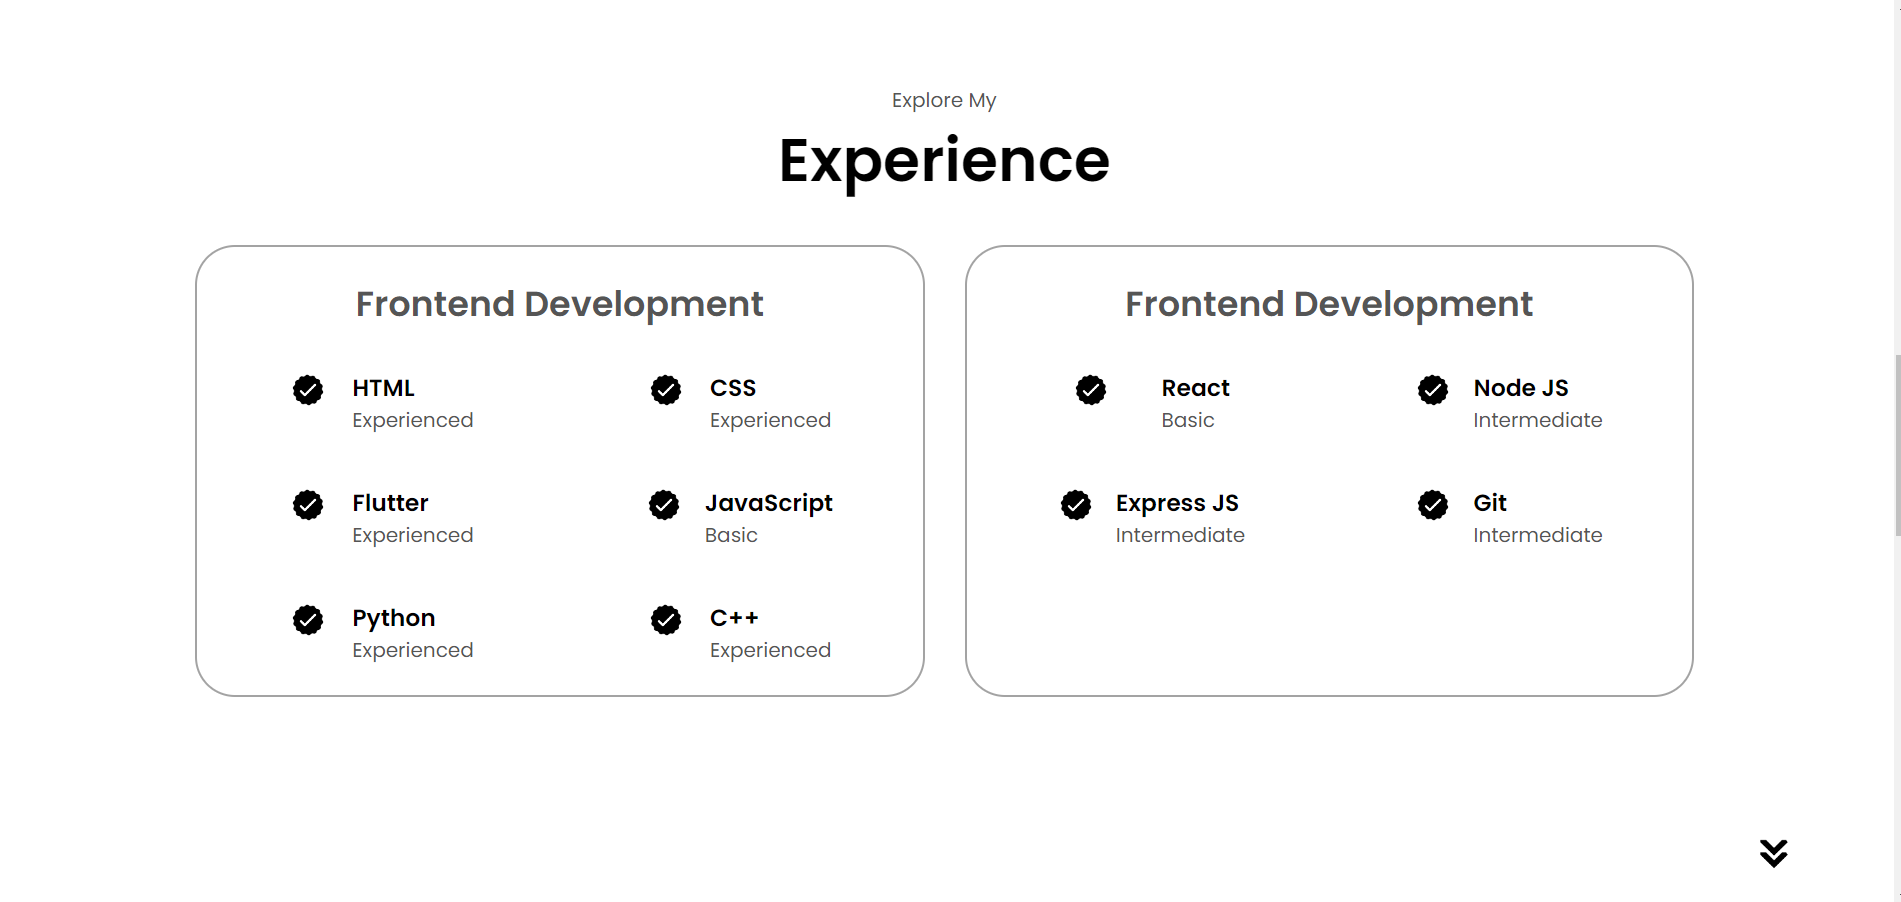 Explore My
Experience
Frontend Development
HTML
Experienced
CSS
Experienced
Flutter
Experienced
JavaScript
Basic
Python
Experienced
C++
Experienced
Frontend Development
React
Basic
Node JS
Intermediate
Express JS
Intermediate
Git
Intermediate